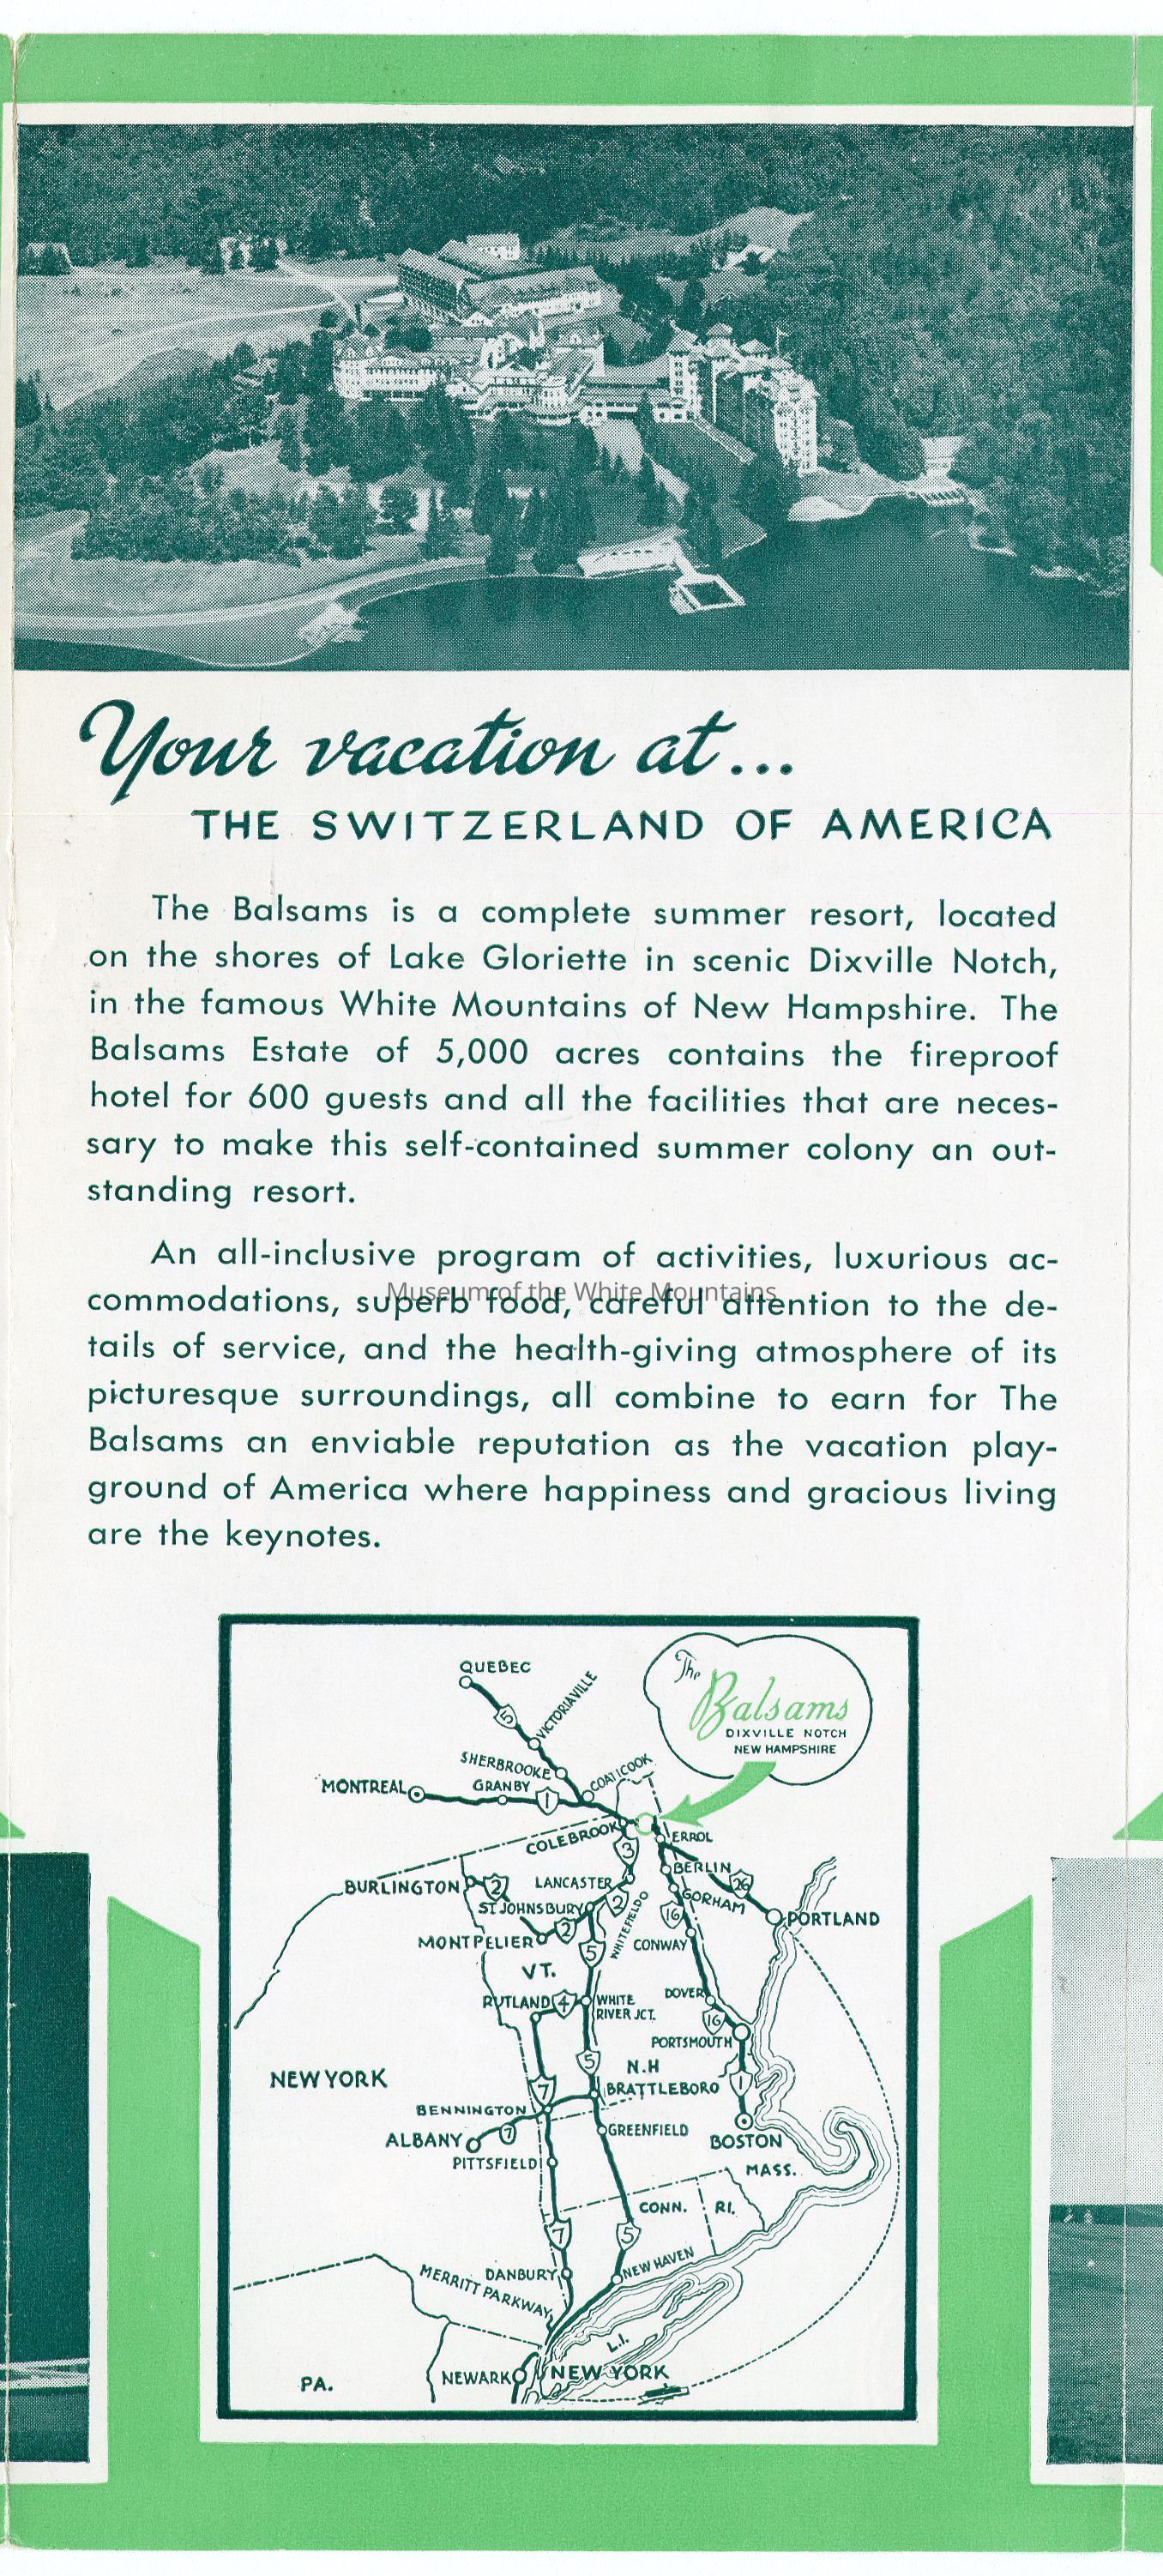 Your vacation at...
THE SWITZERLAND OF AMERICA
The Balsams is a complete summer resort, located
on the shores of Lake Gloriette in scenic Dixville Notch,
in the famous White Mountains of New Hampshire. The
Balsams Estate of 5,000 acres contains the fireproof
hotel for 600 guests and all the facilities that are neces-
sary to make this self-contained summer colony an out-
standing resort.
An all-inclusive program of activities, luxurious ac-
Museum of the White Mountains
commodations, superb food, careful attention to the de-
tails of service, and the health-giving atmosphere of its
picturesque surroundings, all combine to earn for The
Balsams an enviable reputation as the vacation play-
ground of America where happiness and gracious living
are the keynotes.
The
Balsams
DIXVILLE NOTCH
NEW HAMPSHIRE
QUEBEC
5
VICTORIAVILLE
SHERBROOKE
COATICOOK
MONTREAL
GRANBY
1
COLEBROOK
ERROL
3
BERLIN
26
BURLINGTON
2
LANCASTER
GORHAM
ST JOHNSBURY
2
WHITEFIELD
16
PORTLAND
MONTPELIER
2
5
CONWAY
VT.
RUTLAND
4
WHITE
RIVER JCT.
DOVER
16
PORTSMOUTH
5
N.H
NEW YORK
7
BRATTLEBORO
1
BENNINGTON
ALBANY
7
GREENFIELD
BOSTON
PITTSFIELD
MASS.
CONN.
R.I.
7
5
DANBURY
NEW HAVEN
MERRITT PARKWAY
L.I.
PA.
NEWARK
NEW YORK